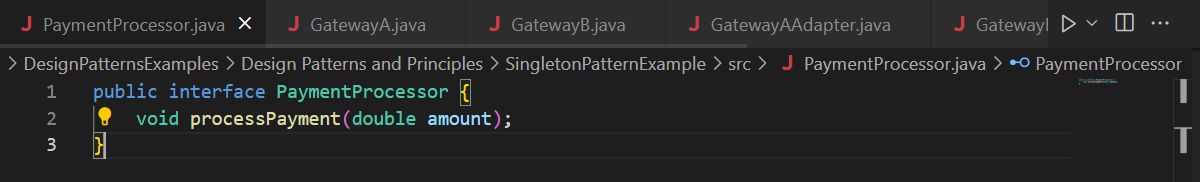 PaymentProcessor.java GatewayA.java GatewayB.java GatewayAAdapter.java
DesignPatternsExamples > Design Patterns and Principles > SingletonPatternExample > src > J PaymentProcessor.java > PaymentProcessor
1 public interface PaymentProcessor {
2 void processPayment(double amount);
3 }